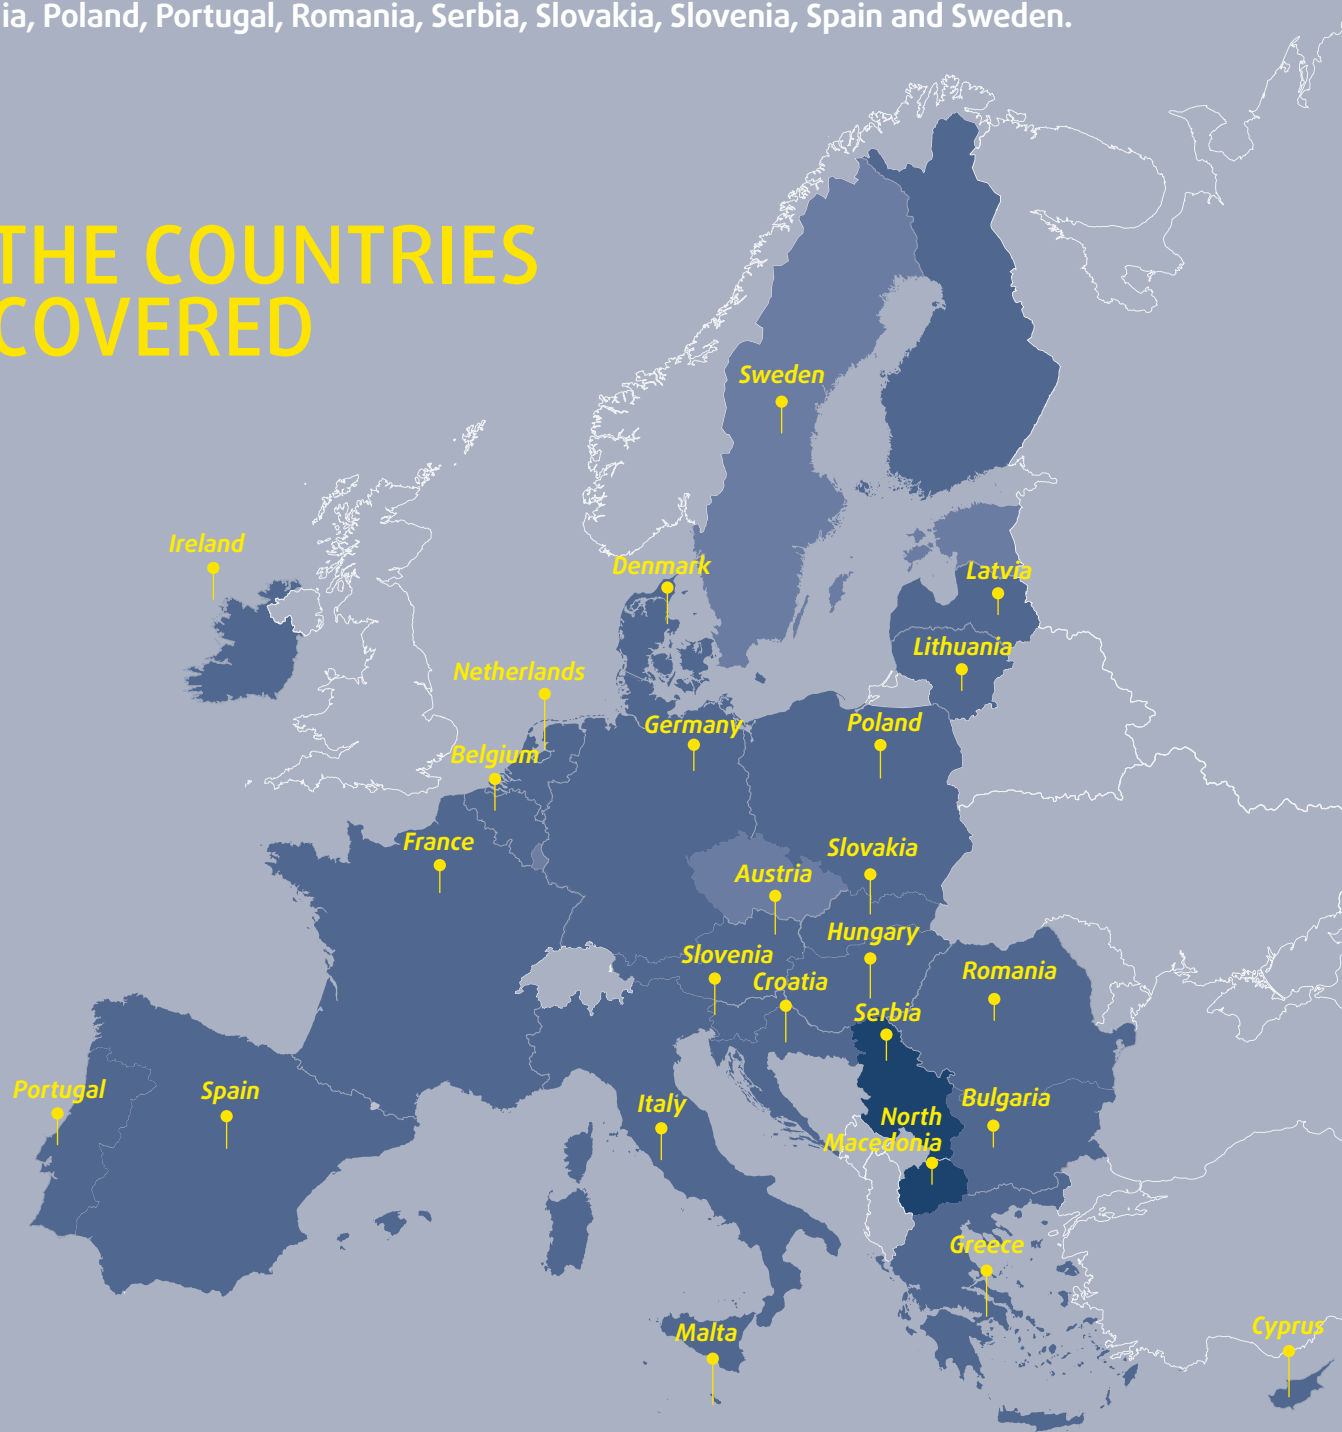 ia, Poland, Portugal, Romania, Serbia, Slovakia, Slovenia, Spain and Sweden.
THE COUNTRIES
COVERED
Sweden
Ireland
Denmark
Latvia
Lithuania
Netherlands
Germany
Poland
Belgium
France
Slovakia
Austria
Hungary
Slovenia
Romania
Croatia
Serbia
Portugal
Spain
Italy
Bulgaria
North
Macedonia
Greece
Malta
Cyprus